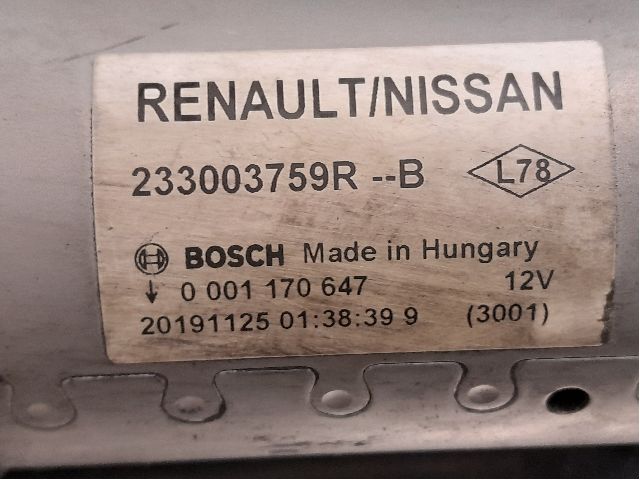 RENAULT/NISSAN
233003759R --B L78
BOSCH Made in Hungary
↓ 0 001 170 647 12V
20191125 01:38:39 9 (3001)